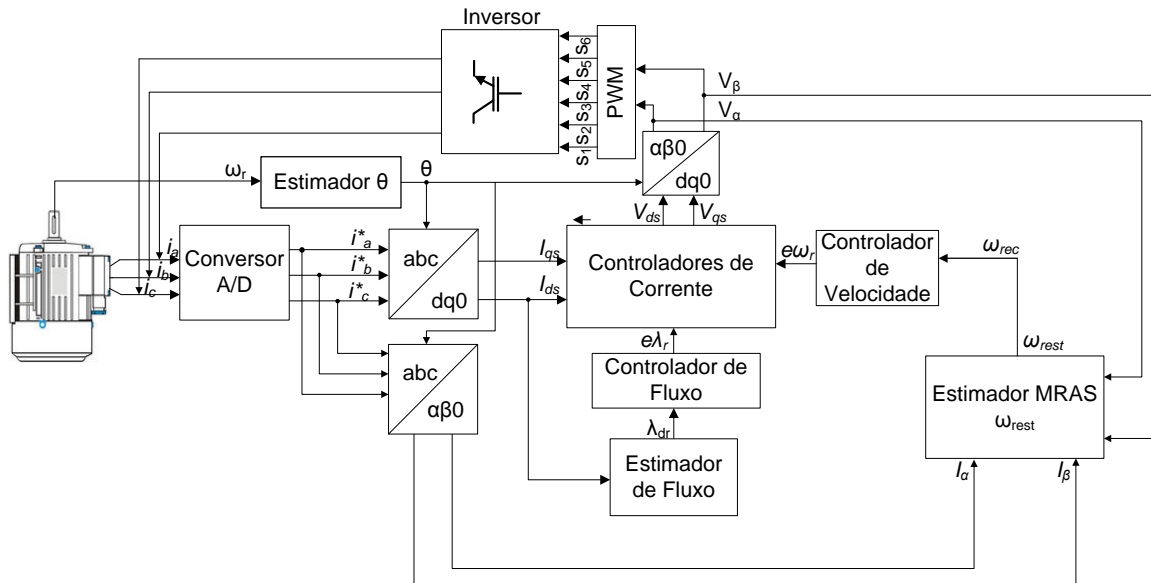 Inversor
s6
s5
s4
s3
s2
s1
PWM
Vβ
Vα
αβ0
dq0
ωr
Estimador θ
θ
Vds
Vqs
ia
ib
ic
Conversor
A/D
i*a
i*b
i*c
abc
dq0
Iqs
Ids
Controladores de
Corrente
eωr
Controlador
de
Velocidade
ωrec
abc
αβ0
eλr
Controlador de
Fluxo
λdr
Estimador
de Fluxo
ωrest
Estimador MRAS
ωrest
Iα
Iβ